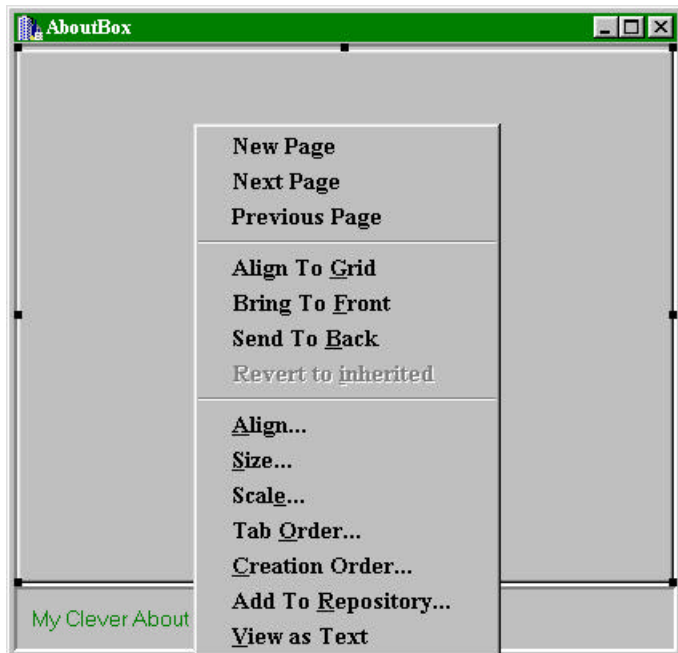 AboutBox
New Page
Next Page
Previous Page
Align To Grid
Bring To Front
Send To Back
Revert to inherited
Align...
Size...
Scale...
Tab Order...
Creation Order...
Add To Repository...
View as Text
My Clever About